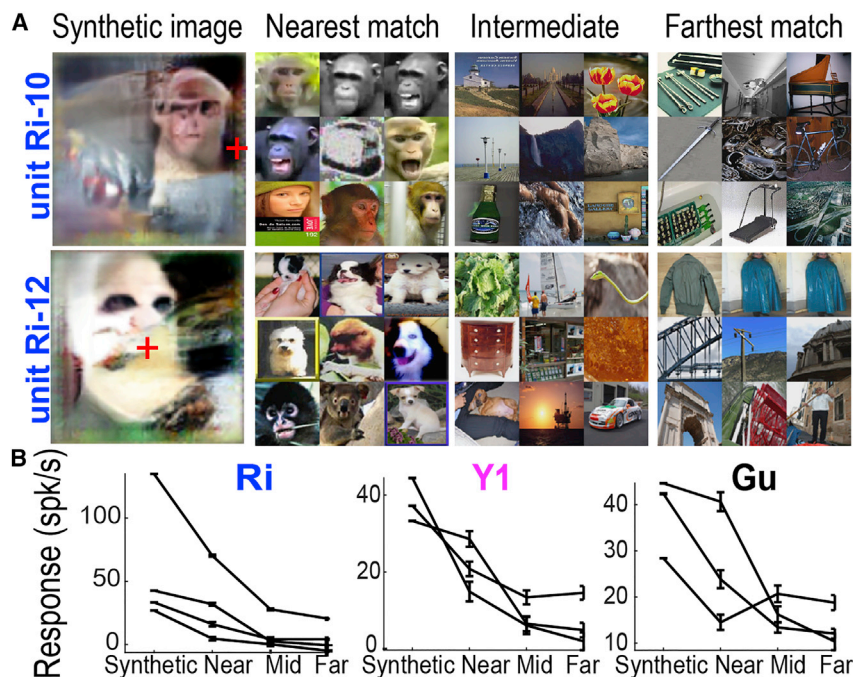 A
Synthetic image
Nearest match
Intermediate
Farthest match
unit Ri-10
unit Ri-12
B
Response (spk/s)
Ri
100
50
0
Synthetic Near Mid Far
Y1
40
20
0
Synthetic Near Mid Far
Gu
40
30
20
10
Synthetic Near Mid Far